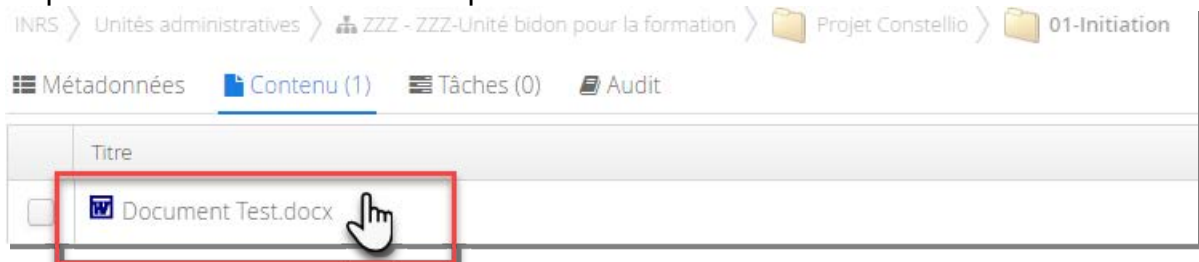 INRS > Unités administratives > ZZZ - ZZZ-Unité bidon pour la formation > Projet Constellio > 01-Initiation
Métadonnées Contenu (1) Tâches (0) Audit
Titre
Document Test.docx